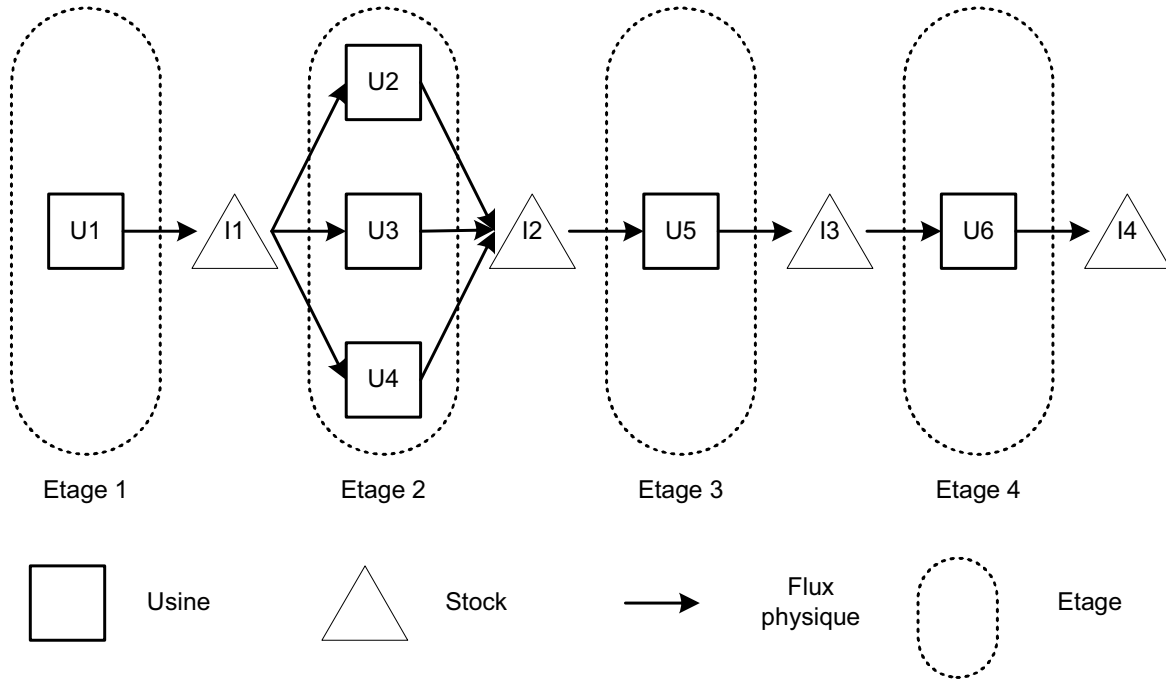 U2
U1
I1
U3
I2
U5
I3
U6
I4
U4
Etage 1
Etage 2
Etage 3
Etage 4
Usine
Stock
Flux
physique
Etage